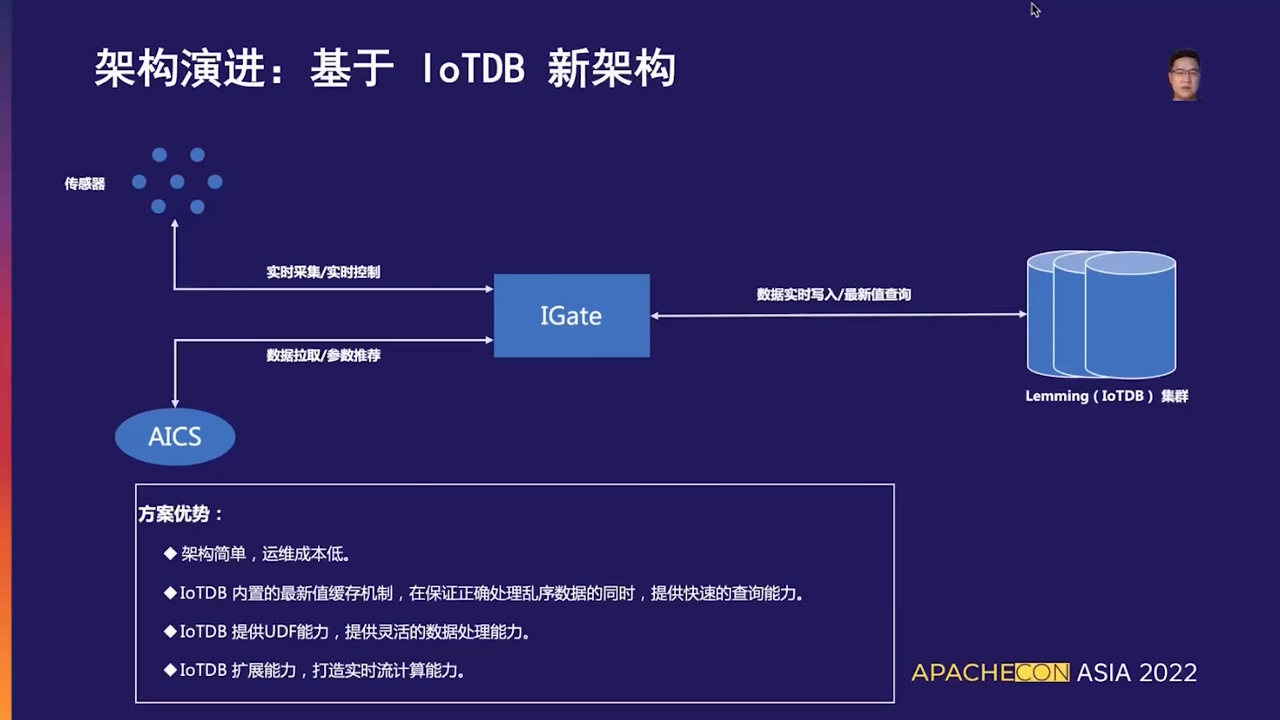 架构演进：基于 IoTDB 新架构
传感器
实时采集/实时控制
IGate
数据实时写入/最新值查询
数据拉取/参数推荐
Lemming（IoTDB）集群
AICS
方案优势：
◆ 架构简单，运维成本低。
◆ IoTDB 内置的最新值缓存机制，在保证正确处理乱序数据的同时，提供快速的查询能力。
◆ IoTDB 提供UDF能力，提供灵活的数据处理能力。
◆ IoTDB 扩展能力，打造实时流计算能力。
APACHECON ASIA 2022